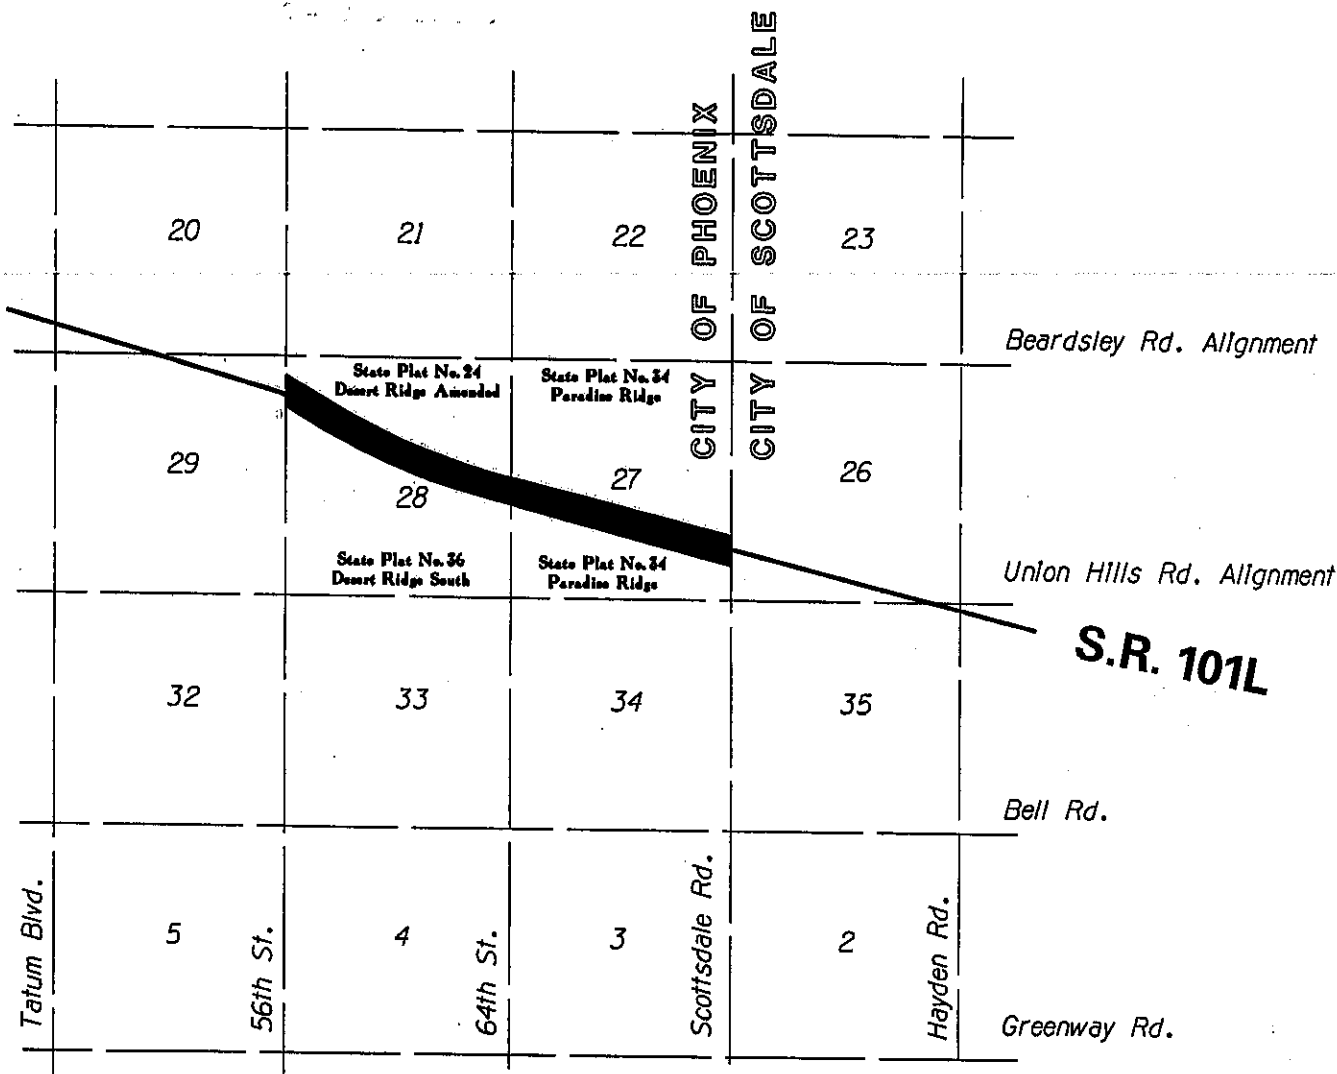 CITY OF PHOENIX
CITY OF SCOTTSDALE
20
21
22
23
Beardsley Rd. Alignment
State Plat No. 24
Desert Ridge Amended
State Plat No. 34
Paradise Ridge
29
28
27
26
State Plat No. 36
Desert Ridge South
State Plat No. 34
Paradise Ridge
Union Hills Rd. Alignment
S.R. 101L
32
33
34
35
Bell Rd.
Tatum Blvd.
5
56th St.
4
64th St.
3
Scottsdale Rd.
2
Hayden Rd.
Greenway Rd.